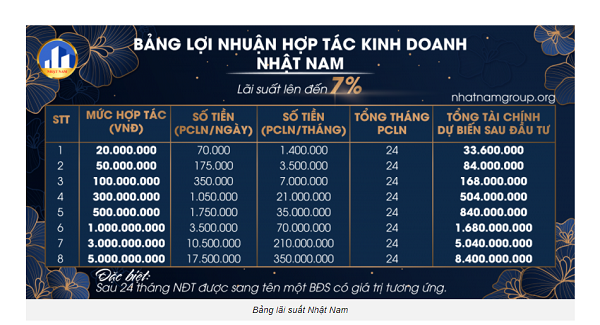 NHẬT NAM
BẢNG LỢI NHUẬN HỢP TÁC KINH DOANH
NHẬT NAM
Lãi suất lên đến 7%
nhatnamgroup.org
STT MỨC HỢP TÁC (VNĐ) SỐ TIỀN (PCLN/NGÀY) SỐ TIỀN (PCLN/THÁNG) TỔNG THÁNG PCLN TỔNG TÀI CHÍNH DỰ BIẾN SAU ĐẦU TƯ
1 20.000.000 70.000 1.400.000 24 33.600.000
2 50.000.000 175.000 3.500.000 24 84.000.000
3 100.000.000 350.000 7.000.000 24 168.000.000
4 300.000.000 1.050.000 21.000.000 24 504.000.000
5 500.000.000 1.750.000 35.000.000 24 840.000.000
6 1.000.000.000 3.500.000 70.000.000 24 1.680.000.000
7 3.000.000.000 10.500.000 210.000.000 24 5.040.000.000
8 5.000.000.000 17.500.000 350.000.000 24 8.400.000.000
Đặc biệt:
Sau 24 tháng NĐT được sang tên một BĐS có giá trị tương ứng.
Bảng lãi suất Nhật Nam